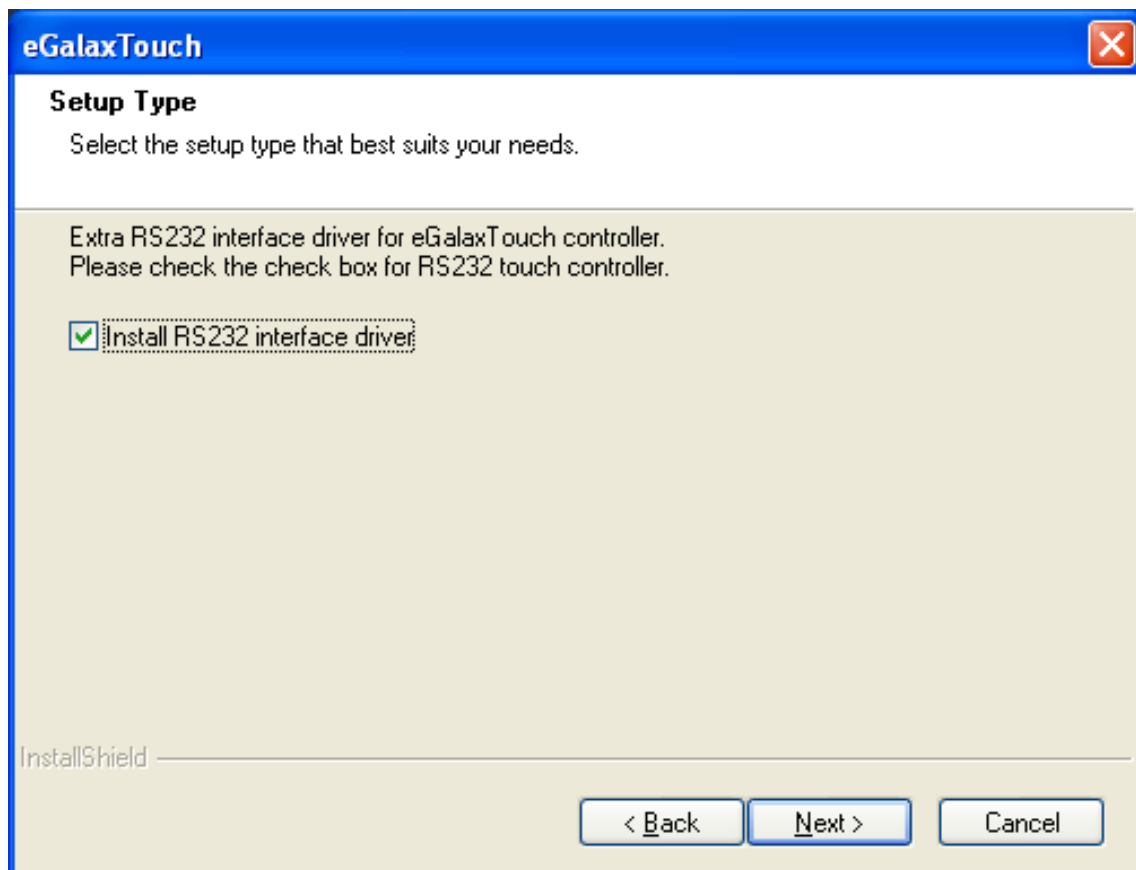 eGalaxTouch
Setup Type
Select the setup type that best suits your needs.
Extra RS232 interface driver for eGalaxTouch controller.
Please check the check box for RS232 touch controller.
Install RS232 interface driver
InstallShield
< Back Next > Cancel